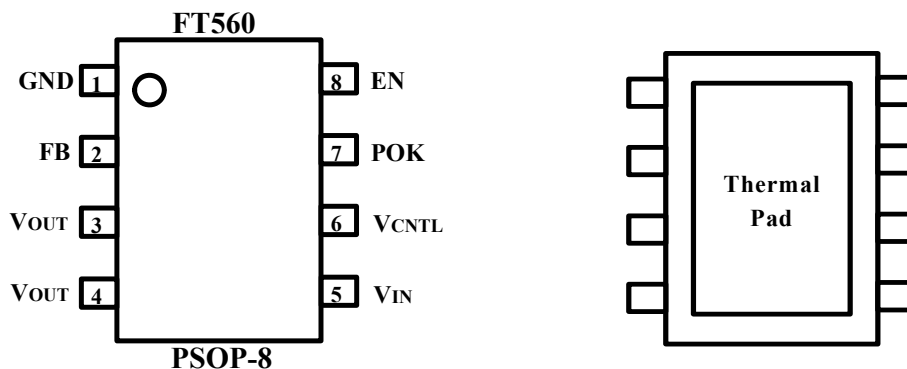 FT560
GND 1 8 EN
FB 2 7 POK
VOUT 3 6 VCNTL
VOUT 4 5 VIN
PSOP-8
Thermal
Pad